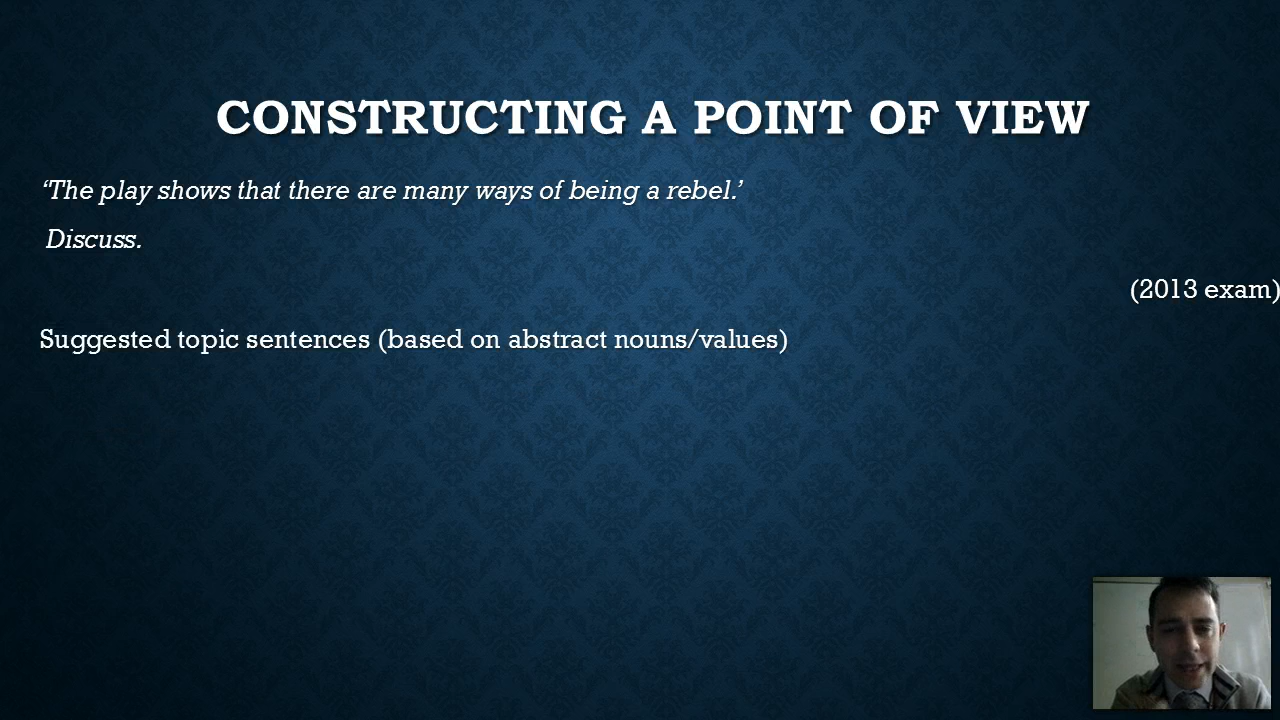 CONSTRUCTING A POINT OF VIEW
‘The play shows that there are many ways of being a rebel.’
Discuss.
(2013 exam)
Suggested topic sentences (based on abstract nouns/values)